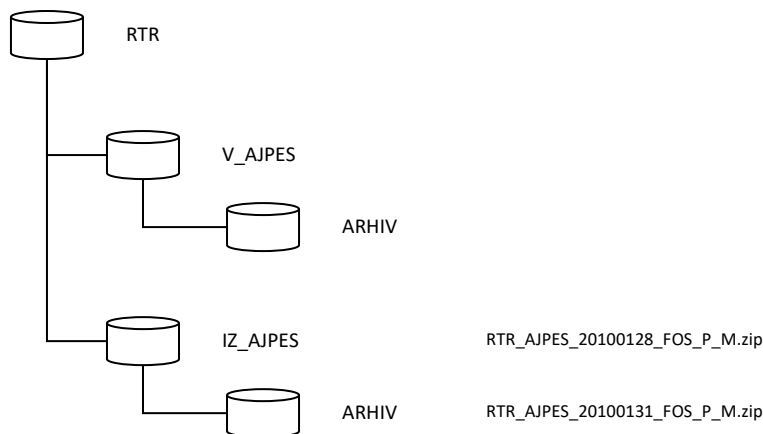 RTR
V_AJPES
ARHIV
IZ_AJPES RTR_AJPES_20100128_FOS_P_M.zip
ARHIV RTR_AJPES_20100131_FOS_P_M.zip